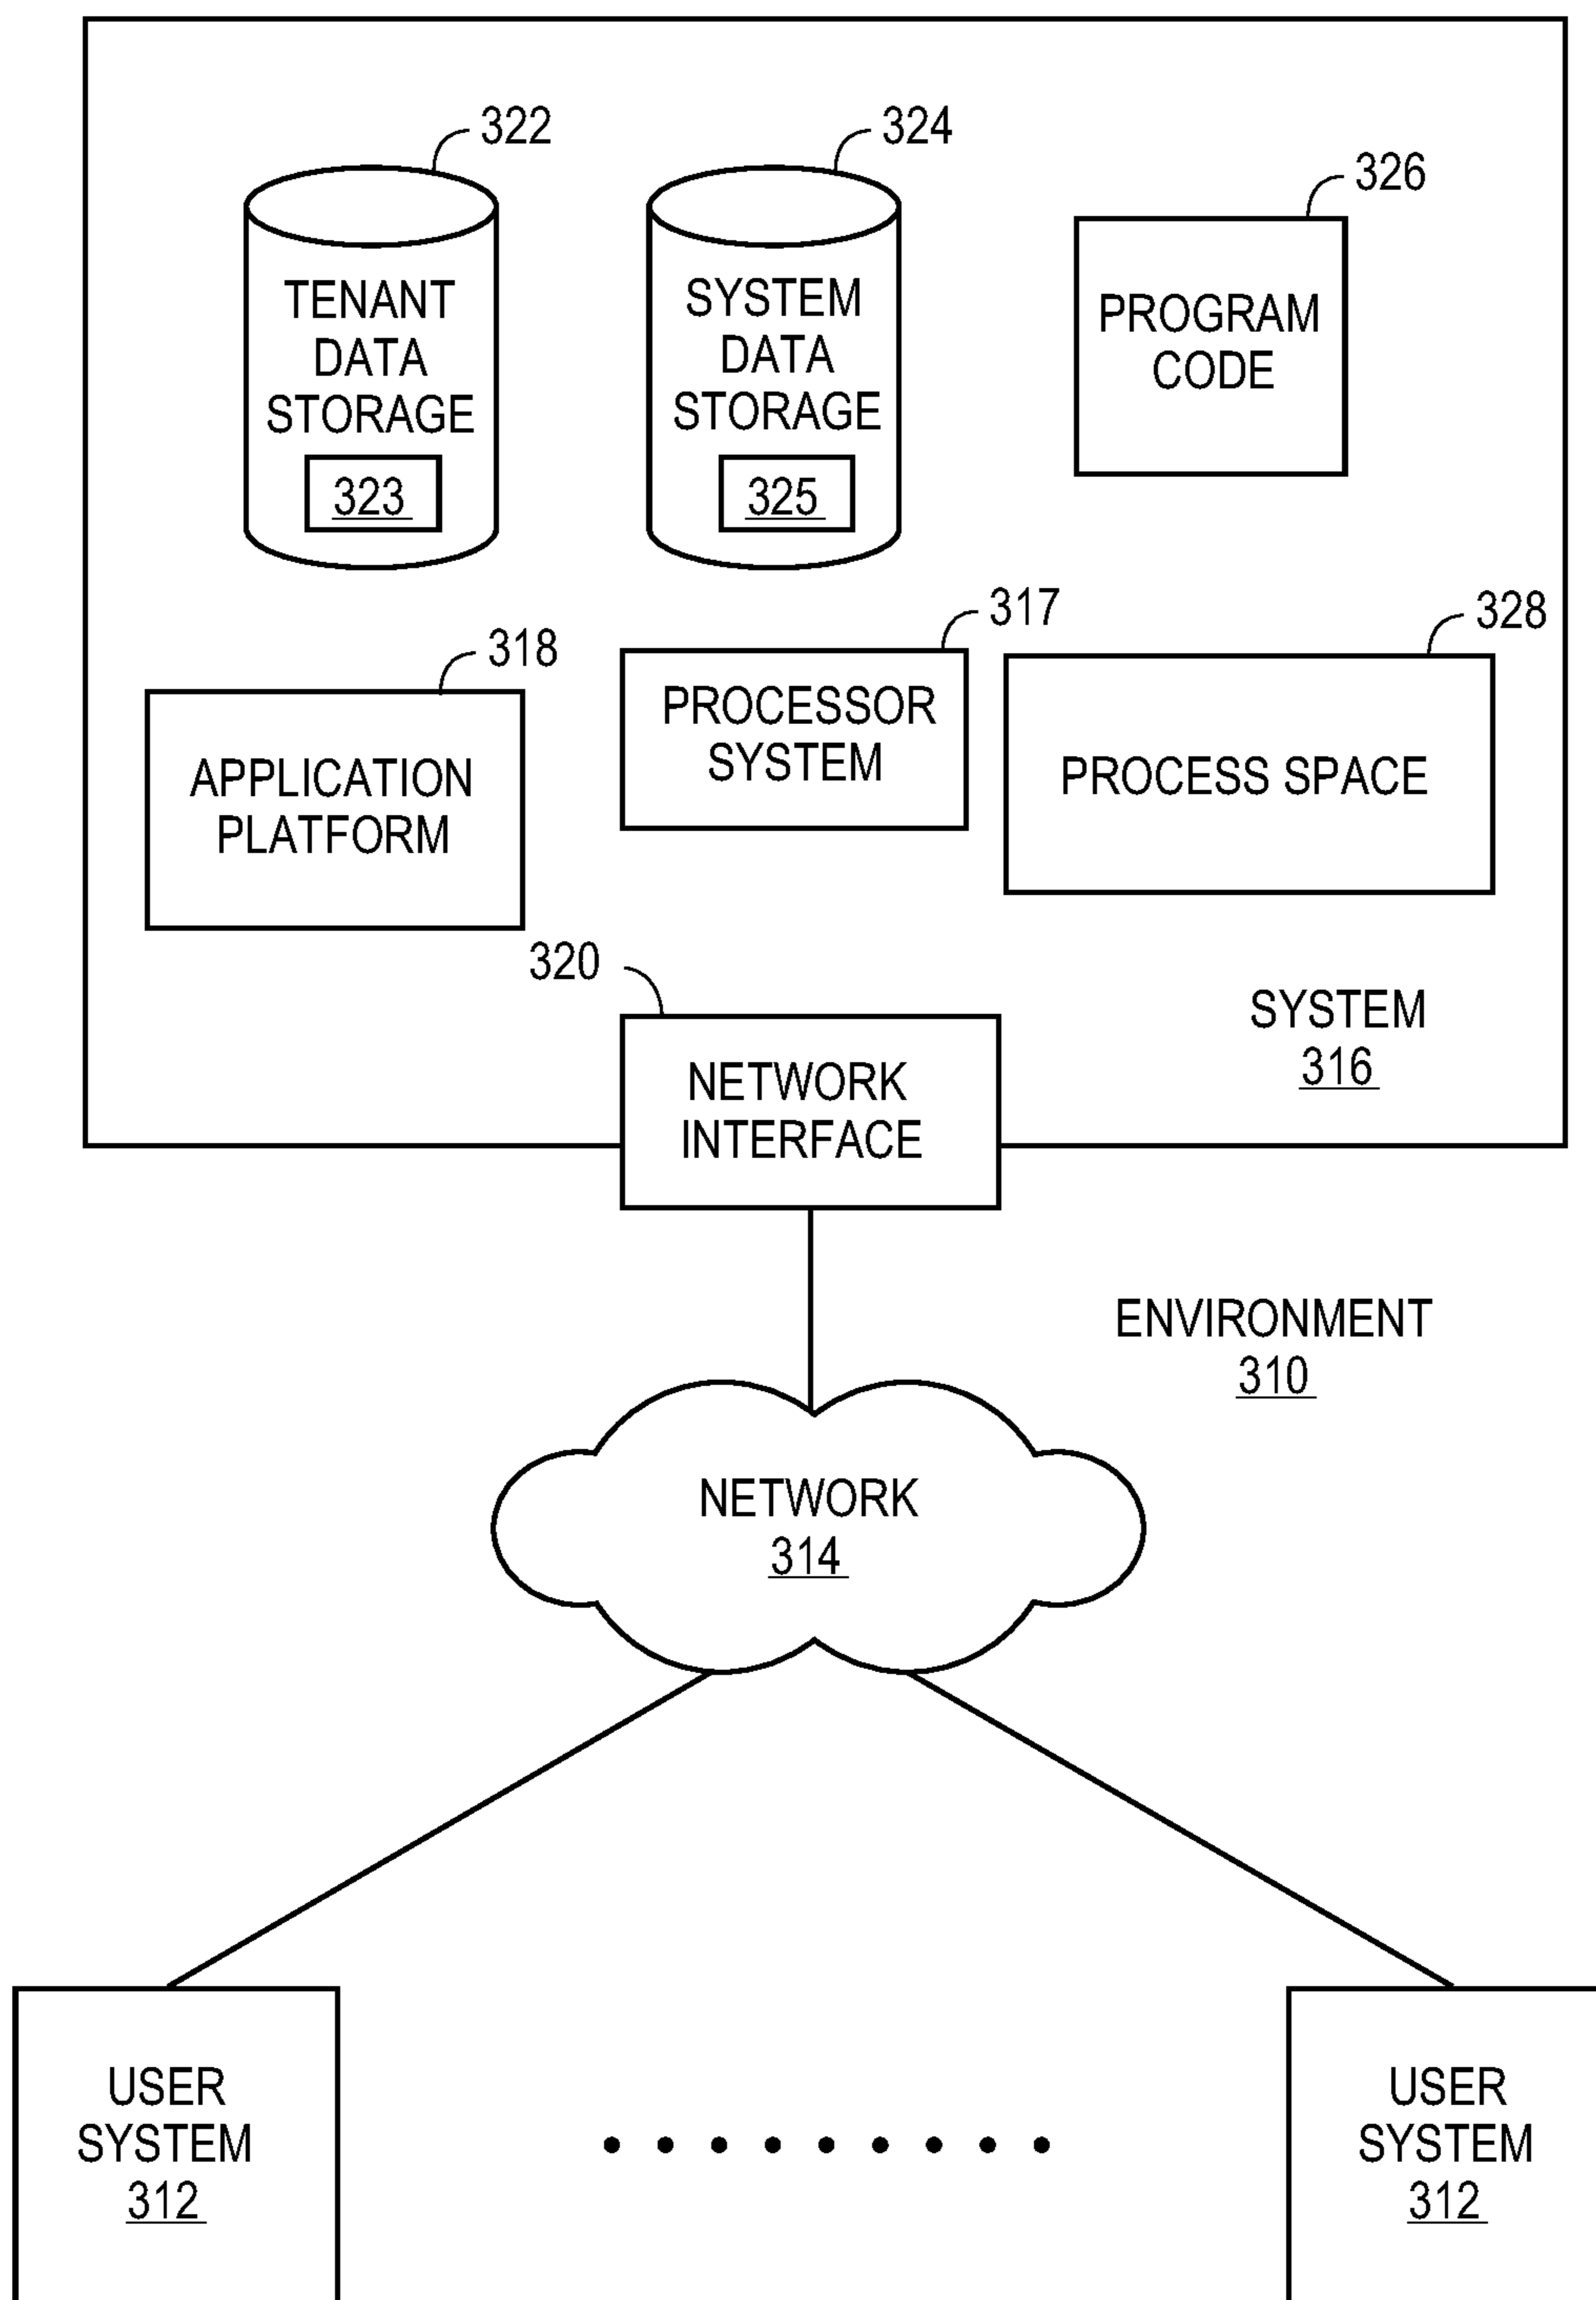 322
324
326
TENANT
DATA
STORAGE
323
SYSTEM
DATA
STORAGE
325
PROGRAM
CODE
318
317
328
APPLICATION
PLATFORM
PROCESSOR
SYSTEM
PROCESS SPACE
320
NETWORK
INTERFACE
SYSTEM
316
ENVIRONMENT
310
NETWORK
314
USER
SYSTEM
312
USER
SYSTEM
312